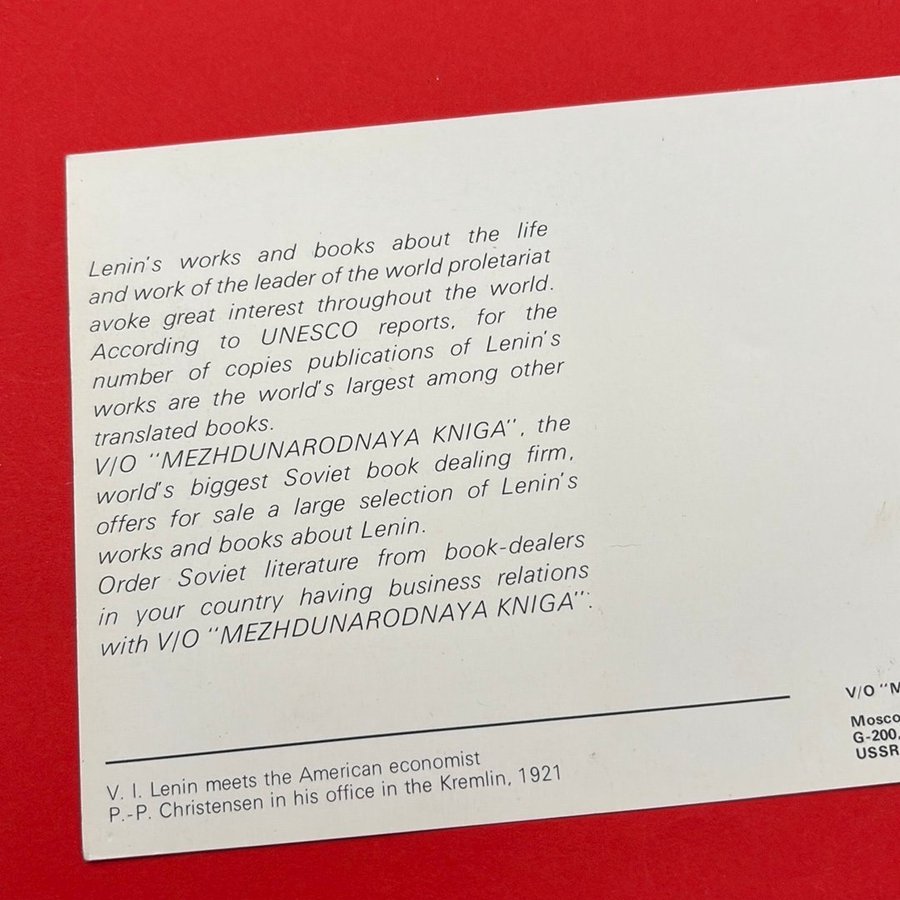 Lenin's works and books about the life
and work of the leader of the world proletariat
avoke great interest throughout the world.
According to UNESCO reports, for the
number of copies publications of Lenin's
works are the world's largest among other
translated books.
V/O "MEZHDUNARODNAYA KNIGA", the
world's biggest Soviet book dealing firm,
offers for sale a large selection of Lenin's
works and books about Lenin.
Order Soviet literature from book-dealers
in your country having business relations
with V/O "MEZHDUNARODNAYA KNIGA".
V. I. Lenin meets the American economist
P.-P. Christensen in his office in the Kremlin, 1921
V/O "M
Mosco
G-200,
USSR